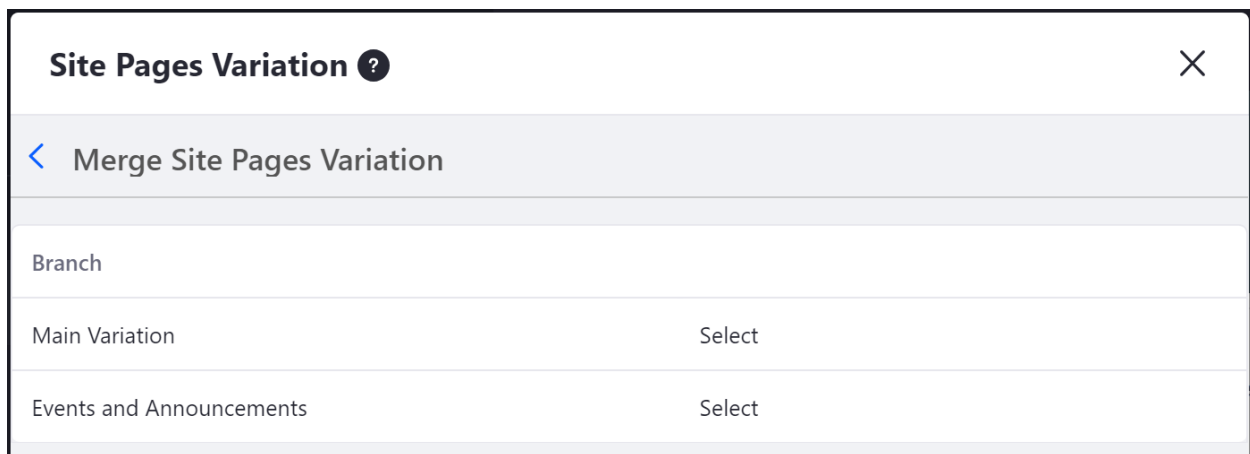 Site Pages Variation ?
Merge Site Pages Variation
Branch
Main Variation Select
Events and Announcements Select